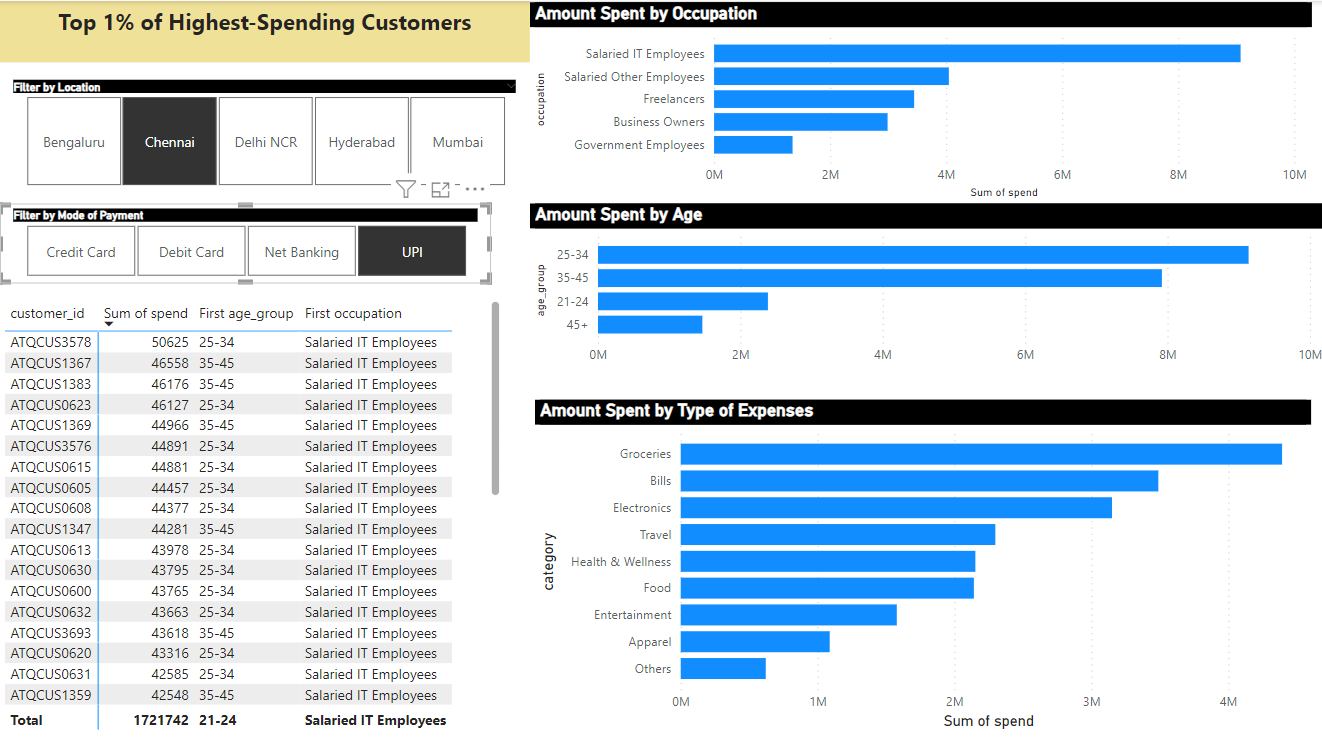 Top 1% of Highest-Spending Customers
Filter by Location
Bengaluru Chennai Delhi NCR Hyderabad Mumbai
Filter by Mode of Payment
Credit Card Debit Card Net Banking UPI
customer_id Sum of spend First age_group First occupation
ATQCUS3578 50625 25-34 Salaried IT Employees
ATQCUS1367 46558 35-45 Salaried IT Employees
ATQCUS1383 46176 35-45 Salaried IT Employees
ATQCUS0623 46127 25-34 Salaried IT Employees
ATQCUS1369 44966 35-45 Salaried IT Employees
ATQCUS3576 44891 25-34 Salaried IT Employees
ATQCUS0615 44881 25-34 Salaried IT Employees
ATQCUS0605 44457 25-34 Salaried IT Employees
ATQCUS0608 44377 25-34 Salaried IT Employees
ATQCUS1347 44281 35-45 Salaried IT Employees
ATQCUS0613 43978 25-34 Salaried IT Employees
ATQCUS0630 43795 25-34 Salaried IT Employees
ATQCUS0600 43765 25-34 Salaried IT Employees
ATQCUS0632 43663 25-34 Salaried IT Employees
ATQCUS3693 43618 35-45 Salaried IT Employees
ATQCUS0620 43316 25-34 Salaried IT Employees
ATQCUS0631 42585 25-34 Salaried IT Employees
ATQCUS1359 42548 35-45 Salaried IT Employees
Total 1721742 21-24 Salaried IT Employees
Amount Spent by Occupation
occupation
Salaried IT Employees
Salaried Other Employees
Freelancers
Business Owners
Government Employees
0M 2M 4M 6M 8M 10M
Sum of spend
Amount Spent by Age
age_group
25-34
35-45
21-24
45+
0M 2M 4M 6M 8M 10M
Amount Spent by Type of Expenses
category
Groceries
Bills
Electronics
Travel
Health & Wellness
Food
Entertainment
Apparel
Others
0M 1M 2M 3M 4M
Sum of spend